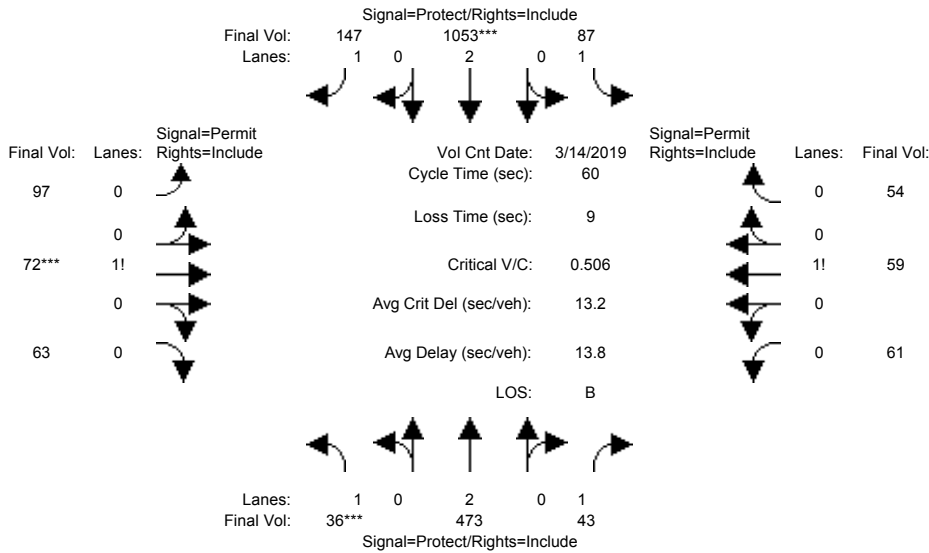 Signal=Protect/Rights=Include
Final Vol: 147 1053*** 87
Lanes: 1 0 2 0 1
Signal=Permit
Final Vol: Lanes: Rights=Include
Vol Cnt Date: 3/14/2019
Signal=Permit
Rights=Include Lanes: Final Vol:
Cycle Time (sec): 60
97 0
0 54
Loss Time (sec): 9
0
0
72*** 1!
Critical V/C: 0.506
1! 59
0
Avg Crit Del (sec/veh): 13.2
0
63 0
Avg Delay (sec/veh): 13.8
0 61
LOS: B
Lanes: 1 0 2 0 1
Final Vol: 36*** 473 43
Signal=Protect/Rights=Include